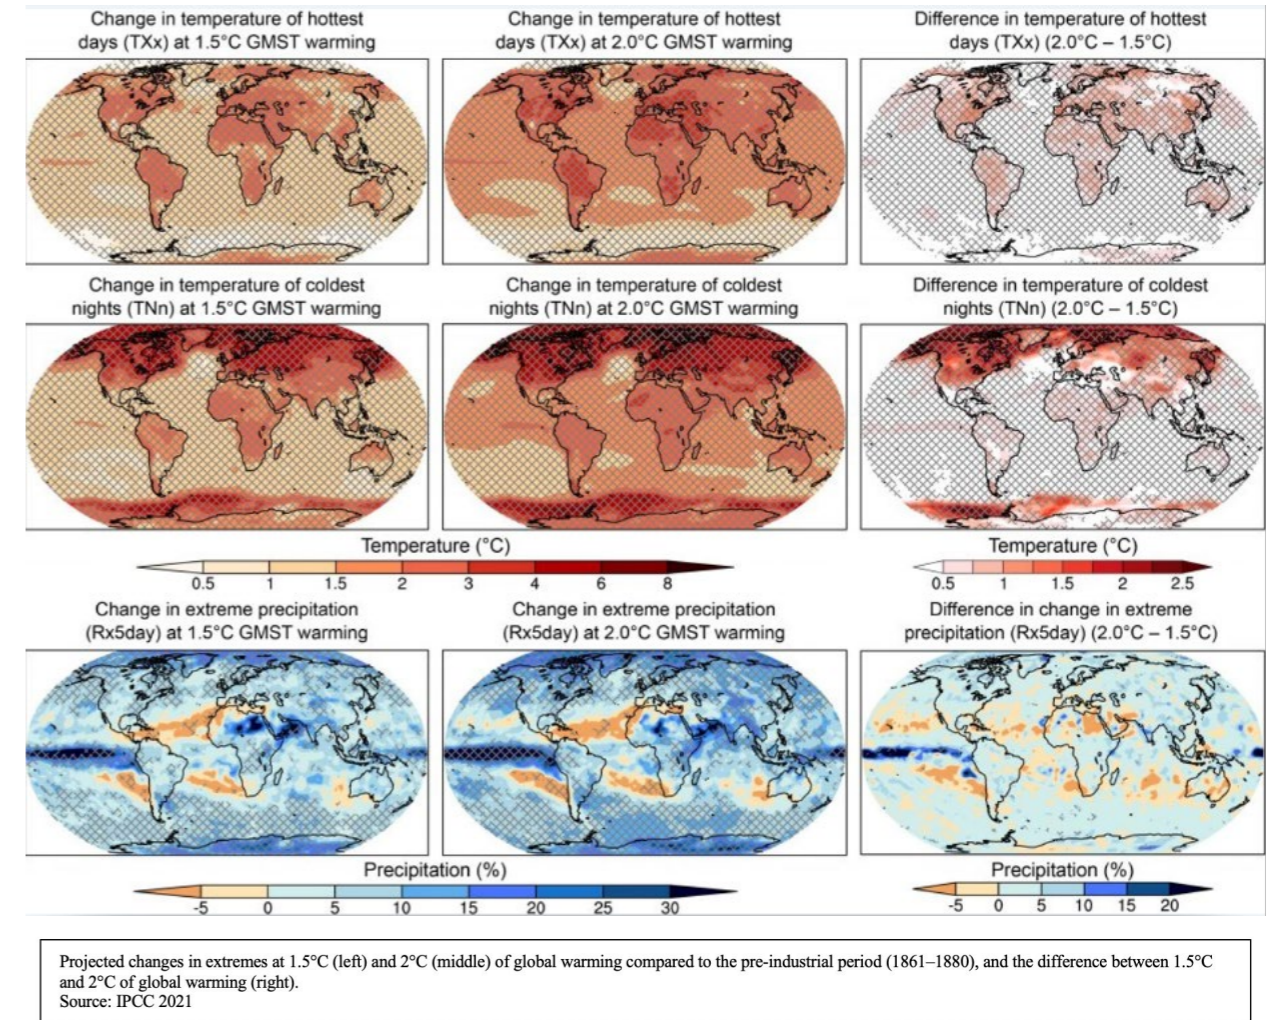 Change in temperature of hottest
days (TXx) at 1.5°C GMST warming
Change in temperature of hottest
days (TXx) at 2.0°C GMST warming
Difference in temperature of hottest
days (TXx) (2.0°C – 1.5°C)
Change in temperature of coldest
nights (TNn) at 1.5°C GMST warming
Change in temperature of coldest
nights (TNn) at 2.0°C GMST warming
Difference in temperature of coldest
nights (TNn) (2.0°C – 1.5°C)
Temperature (°C)
0.5 1 1.5 2 3 4 6 8
Temperature (°C)
0.5 1 1.5 2 2.5
Change in extreme precipitation
(Rx5day) at 1.5°C GMST warming
Change in extreme precipitation
(Rx5day) at 2.0°C GMST warming
Difference in change in extreme
precipitation (Rx5day) (2.0°C – 1.5°C)
Precipitation (%)
-5 0 5 10 15 20 25 30
Precipitation (%)
-5 0 5 10 15 20
Projected changes in extremes at 1.5°C (left) and 2°C (middle) of global warming compared to the pre-industrial period (1861–1880), and the difference between 1.5°C
and 2°C of global warming (right).
Source: IPCC 2021